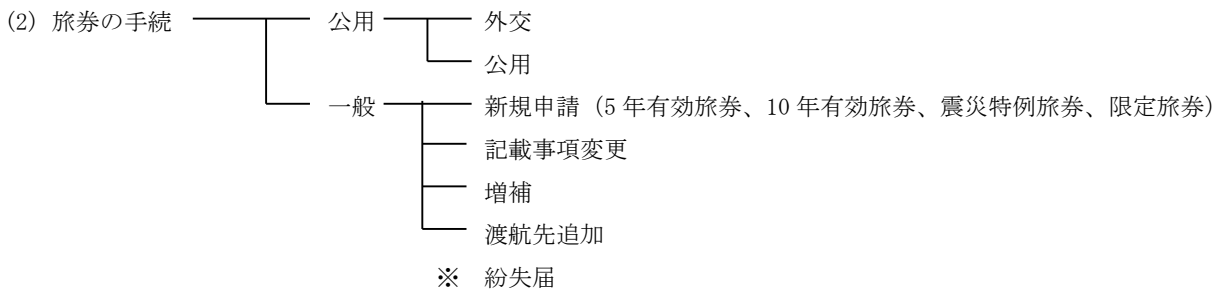 (2) 旅券の手続 公用 外交
公用
一般 新規申請（5 年有効旅券、10 年有効旅券、震災特例旅券、限定旅券）
記載事項変更
増補
渡航先追加
※ 紛失届